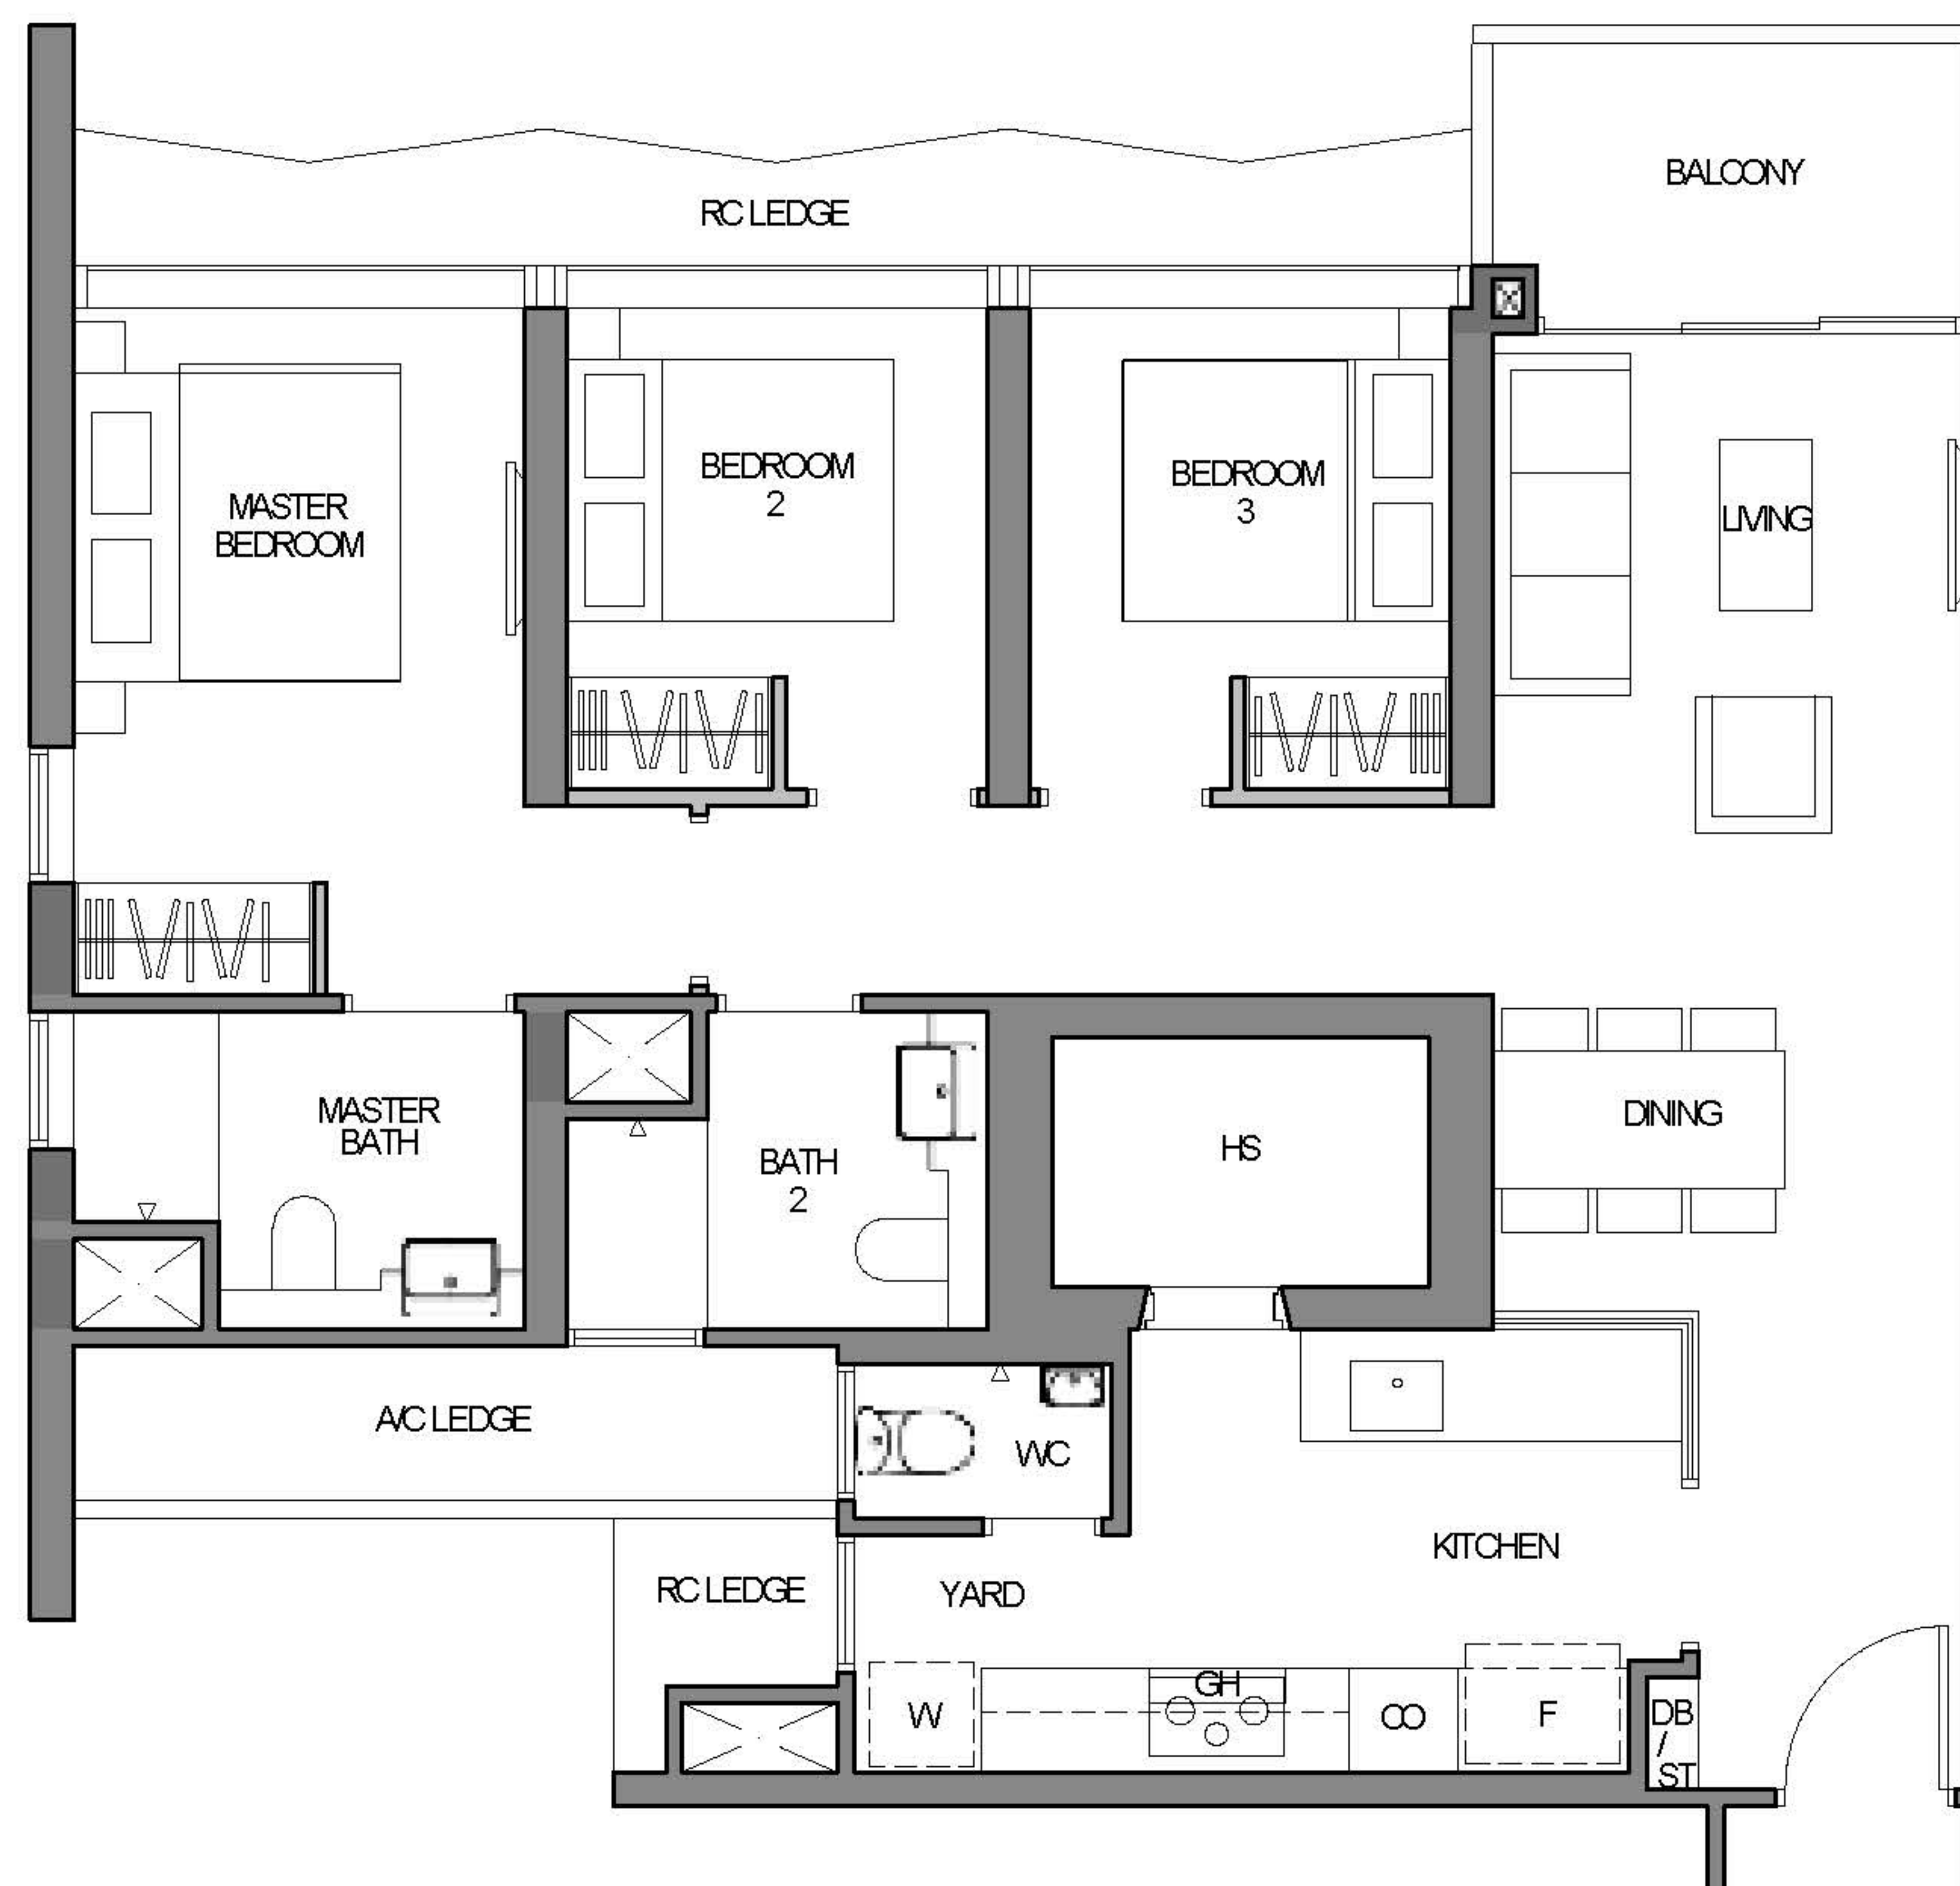 BALCONY
RC LEDGE
MASTER
BEDROOM
BEDROOM
2
BEDROOM
3
LIVING
MASTER
BATH
BATH
2
HS
DINING
A/C LEDGE
WC
KITCHEN
RC LEDGE
YARD
W
GH
CO
F
DB
/
ST